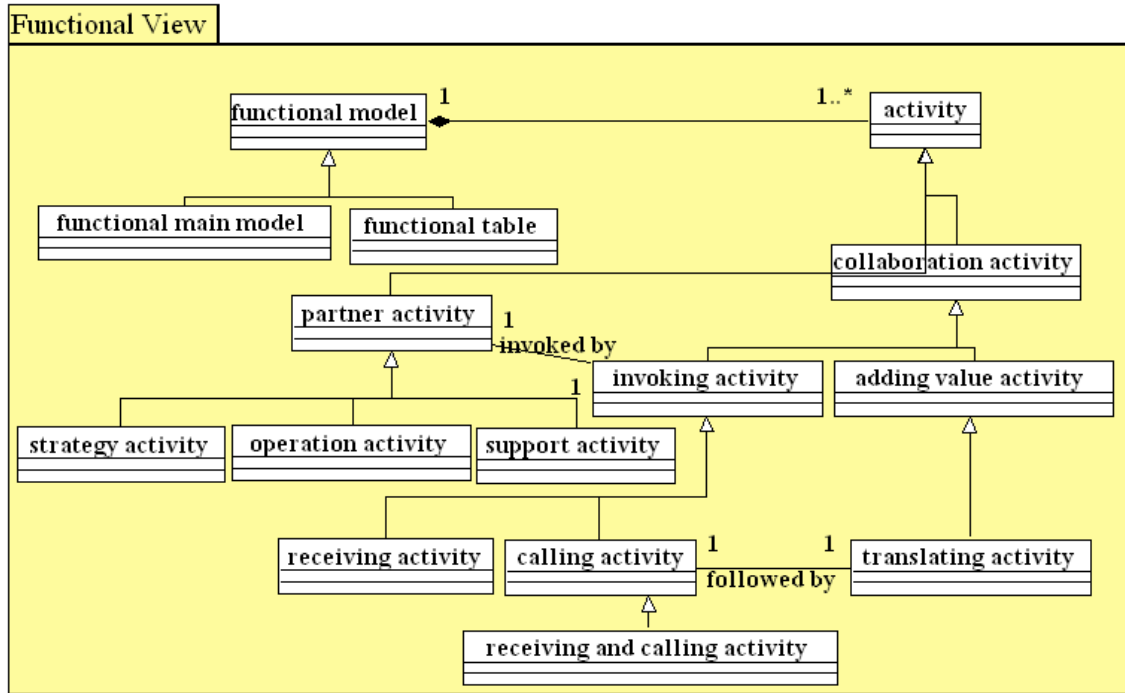 Functional View
functional model
1
1..*
activity
functional main model
functional table
collaboration activity
partner activity
1
invoked by
invoking activity
adding value activity
1
strategy activity
operation activity
support activity
receiving activity
calling activity
1
1
followed by
translating activity
receiving and calling activity